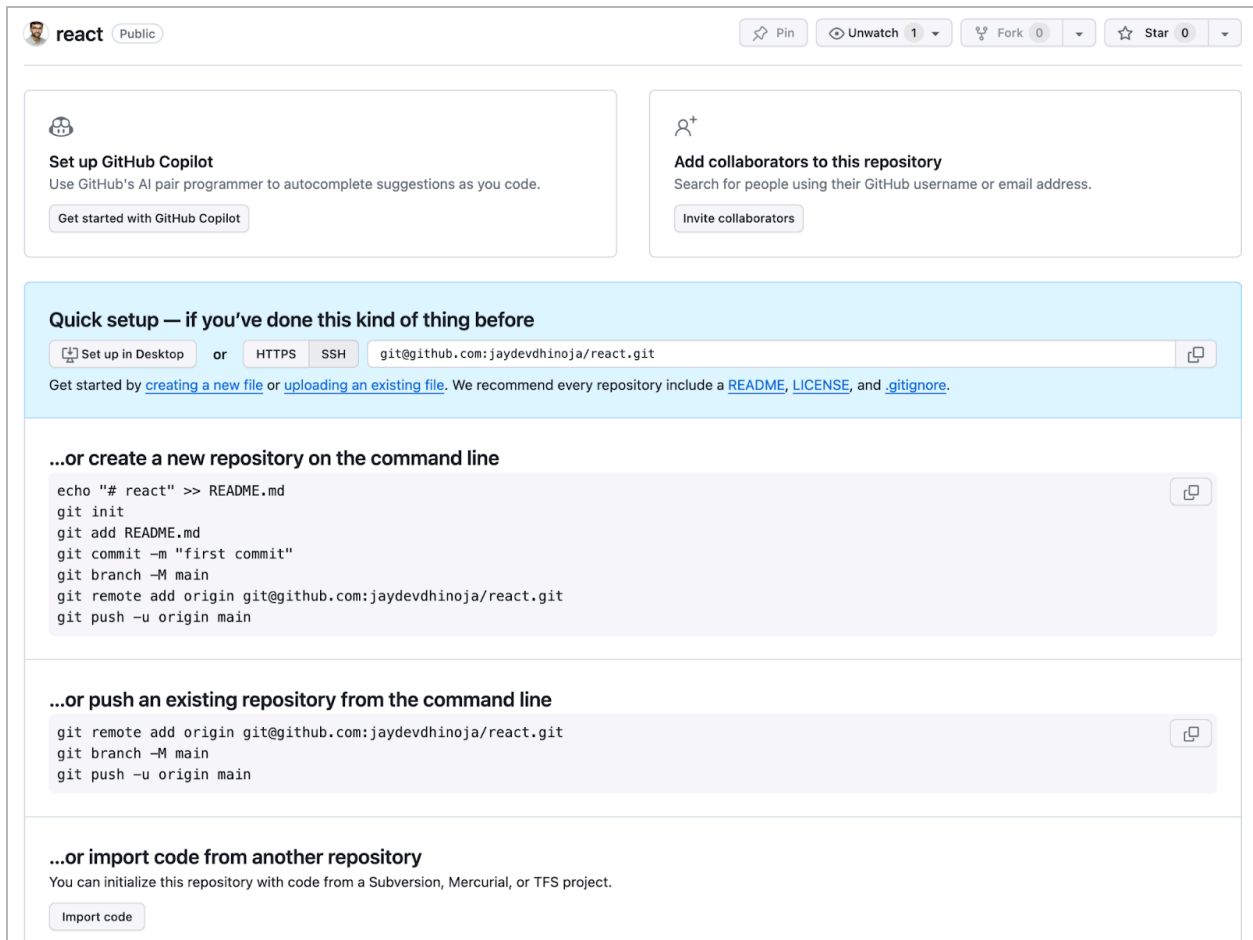 react Public Pin Unwatch 1 Fork 0 Star 0
Set up GitHub Copilot
Use GitHub's AI pair programmer to autocomplete suggestions as you code.
Get started with GitHub Copilot
Add collaborators to this repository
Search for people using their GitHub username or email address.
Invite collaborators
Quick setup — if you’ve done this kind of thing before
Set up in Desktop or HTTPS SSH git@github.com:jaydevdhinoja/react.git
Get started by creating a new file or uploading an existing file. We recommend every repository include a README, LICENSE, and .gitignore.
…or create a new repository on the command line
echo "# react" >> README.md
git init
git add README.md
git commit -m "first commit"
git branch -M main
git remote add origin git@github.com:jaydevdhinoja/react.git
git push -u origin main
…or push an existing repository from the command line
git remote add origin git@github.com:jaydevdhinoja/react.git
git branch -M main
git push -u origin main
…or import code from another repository
You can initialize this repository with code from a Subversion, Mercurial, or TFS project.
Import code